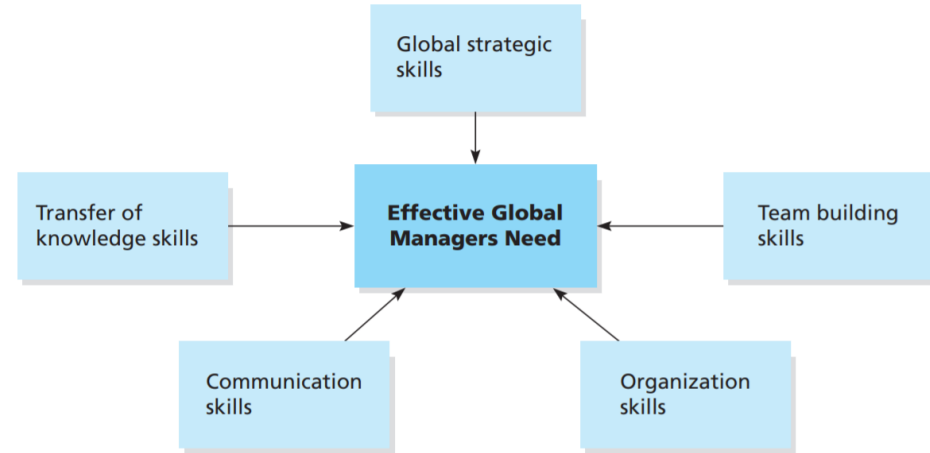 Global strategic
skills
Transfer of
knowledge skills
Effective Global
Managers Need
Team building
skills
Communication
skills
Organization
skills